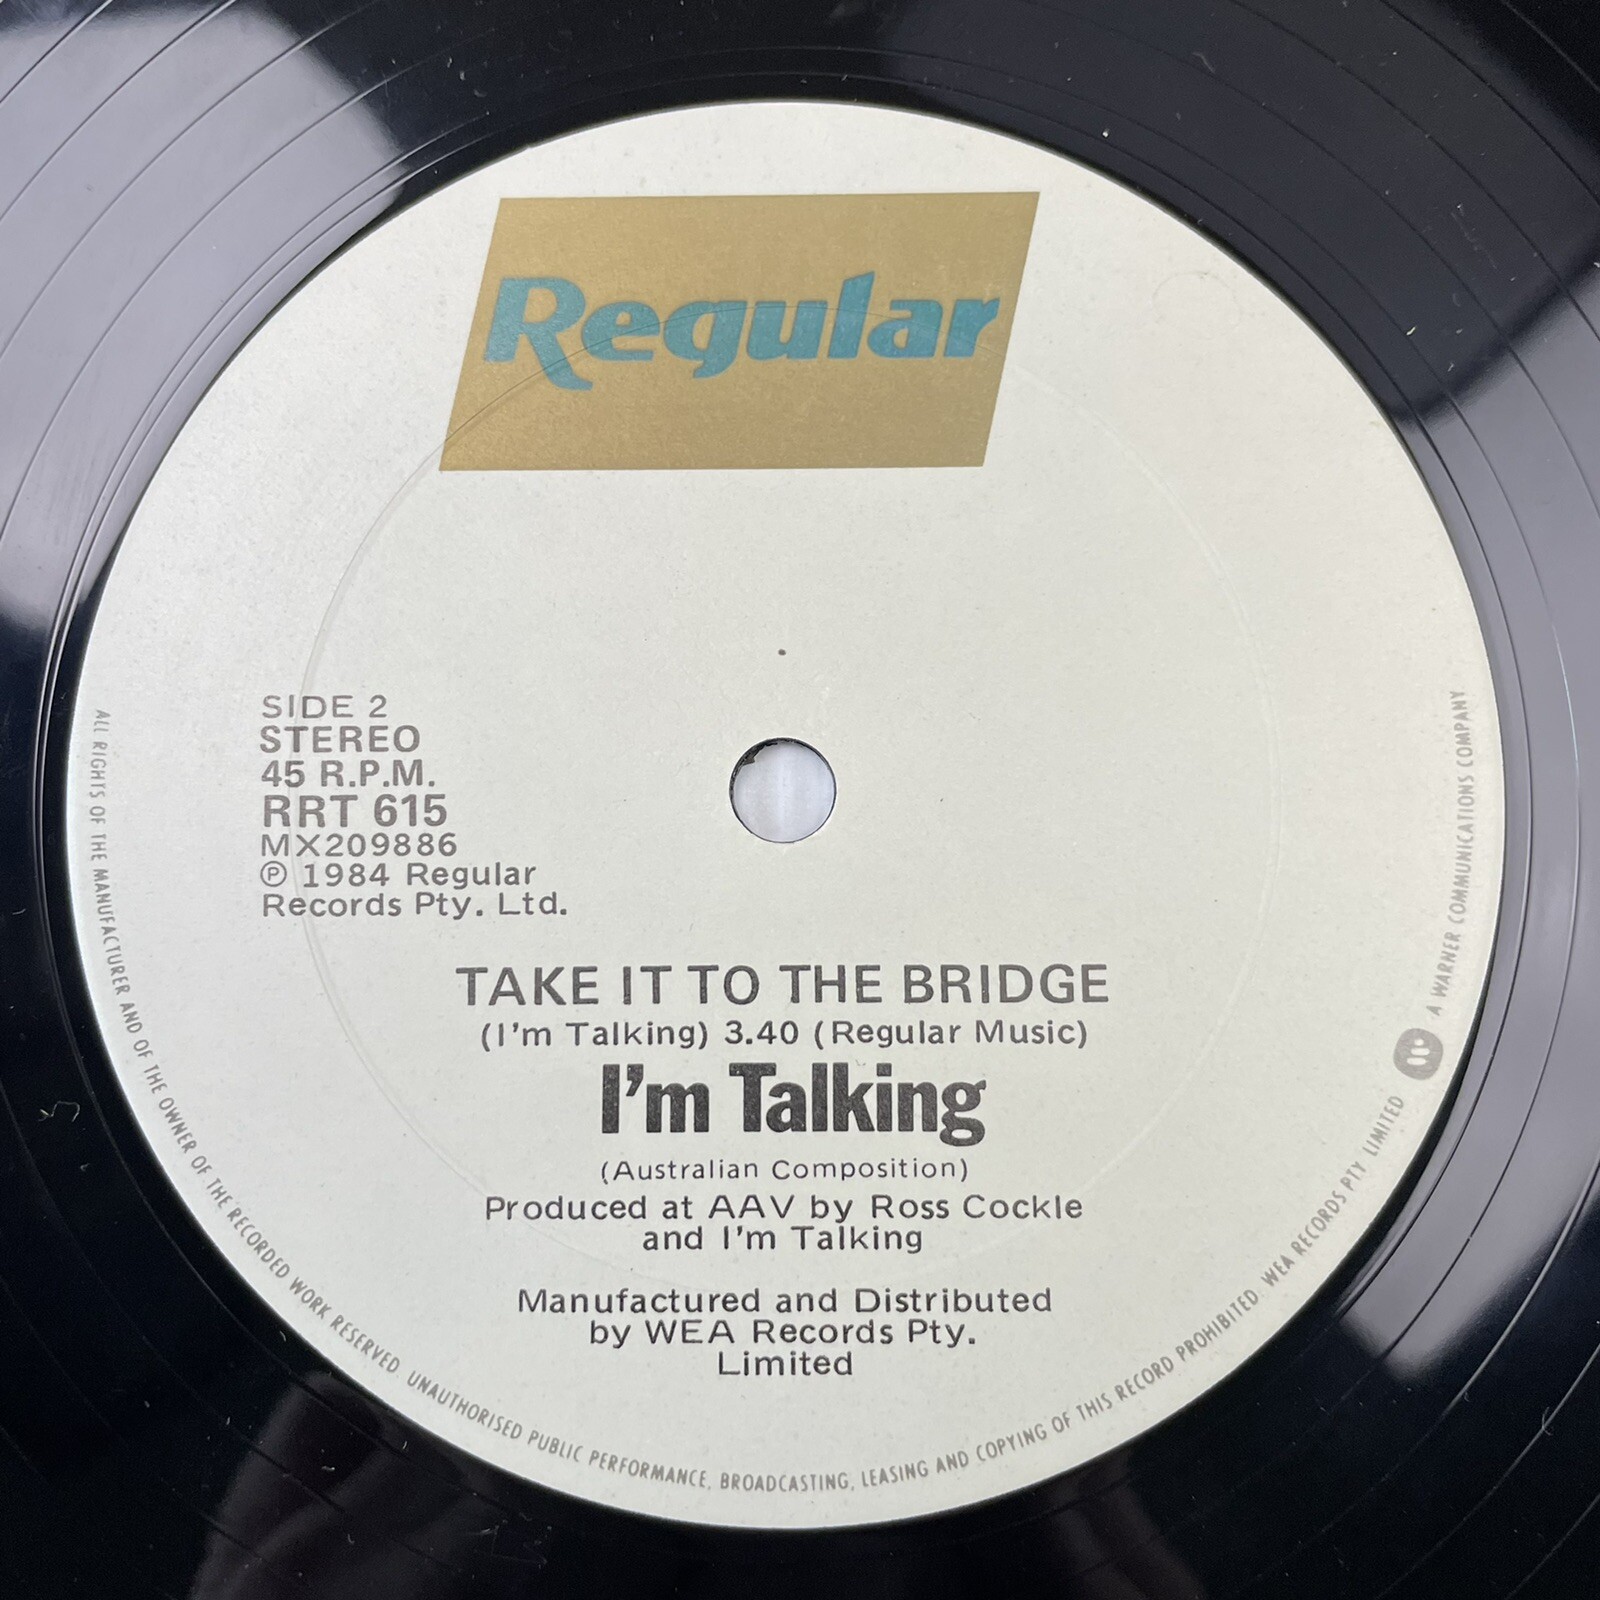 Regular
SIDE 2
STEREO
45 R.P.M.
RRT 615
MX209886
℗ 1984 Regular
Records Pty. Ltd.
TAKE IT TO THE BRIDGE
(I'm Talking) 3.40 (Regular Music)
I'm Talking
(Australian Composition)
Produced at AAV by Ross Cockle
and I'm Talking
Manufactured and Distributed
by WEA Records Pty.
Limited
ALL RIGHTS OF THE MANUFACTURER AND OF THE OWNER OF THE RECORDED WORK RESERVED. UNAUTHORISED PUBLIC PERFORMANCE, BROADCASTING, LEASING AND COPYING OF THIS RECORD PROHIBITED. WEA RECORDS PTY LIMITED A WARNER COMMUNICATIONS COMPANY